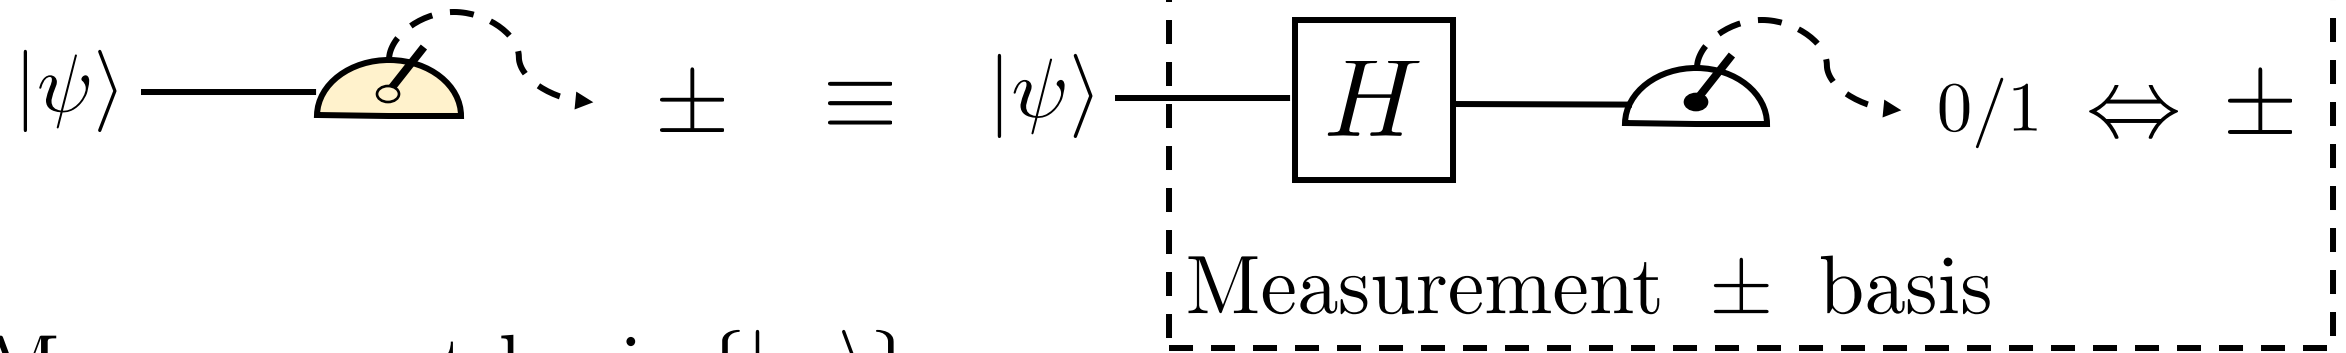 |ψ⟩ ± ≡ |ψ⟩ H 0/1 ⇔ ±
Measurement ± basis